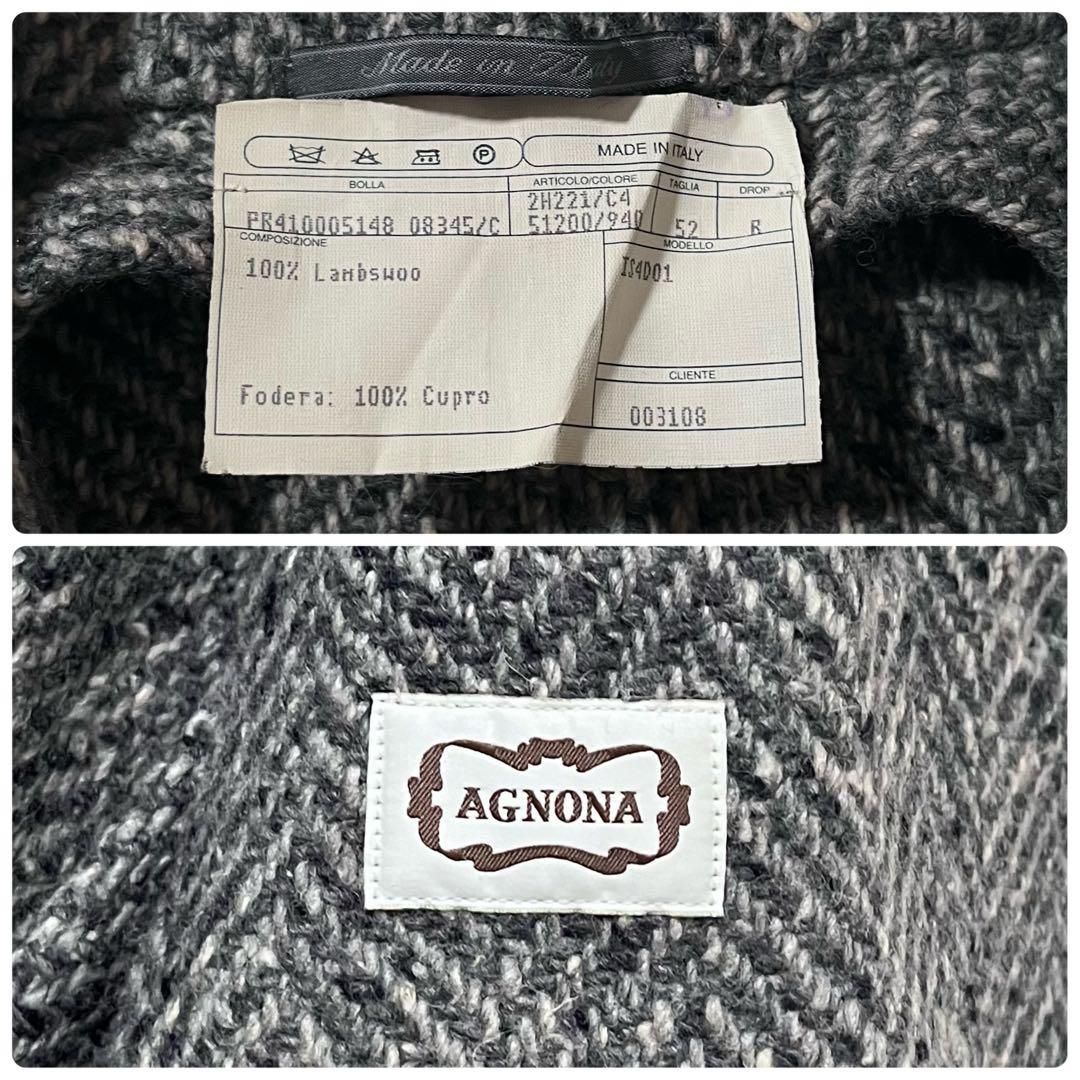 Made in Italy
P
MADE IN ITALY
BOLLA
ARTICOLO/COLORE
TAGLIA
DROP
PR410005148 08345/C
2H221/C4
51200/940
52
R
COMPOSIZIONE
MODELLO
100% Lambswoo
IS4D01
Fodera: 100% Cupro
CLIENTE
003108
AGNONA